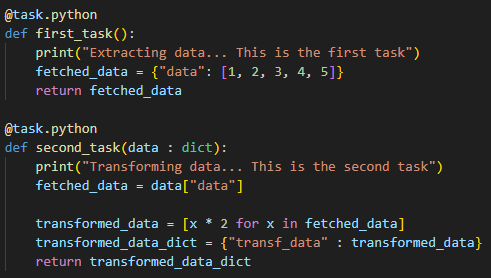 @task.python
def first_task():
    print("Extracting data... This is the first task")
    fetched_data = {"data": [1, 2, 3, 4, 5]}
    return fetched_data

@task.python
def second_task(data : dict):
    print("Transforming data... This is the second task")
    fetched_data = data["data"]

    transformed_data = [x * 2 for x in fetched_data]
    transformed_data_dict = {"transf_data" : transformed_data}
    return transformed_data_dict